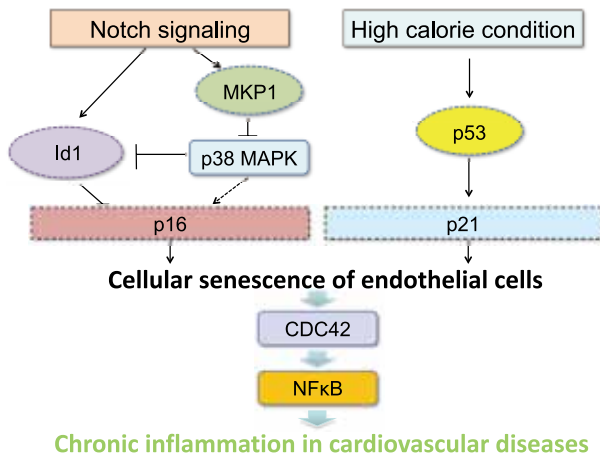 Notch signaling
High calorie condition
MKP1
p53
Id1
p38 MAPK
p16
p21
Cellular senescence of endothelial cells
CDC42
NFκB
Chronic inflammation in cardiovascular diseases